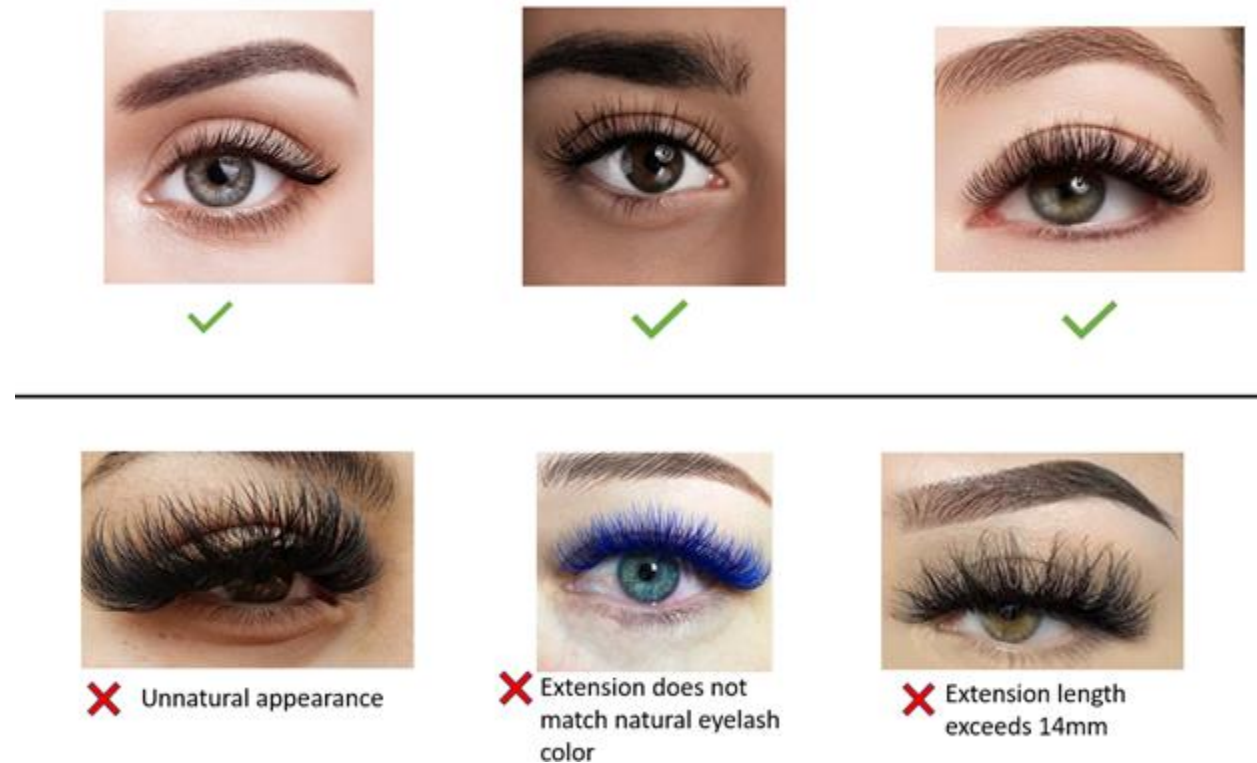 Unnatural appearance
Extension does not
match natural eyelash
color
Extension length
exceeds 14mm